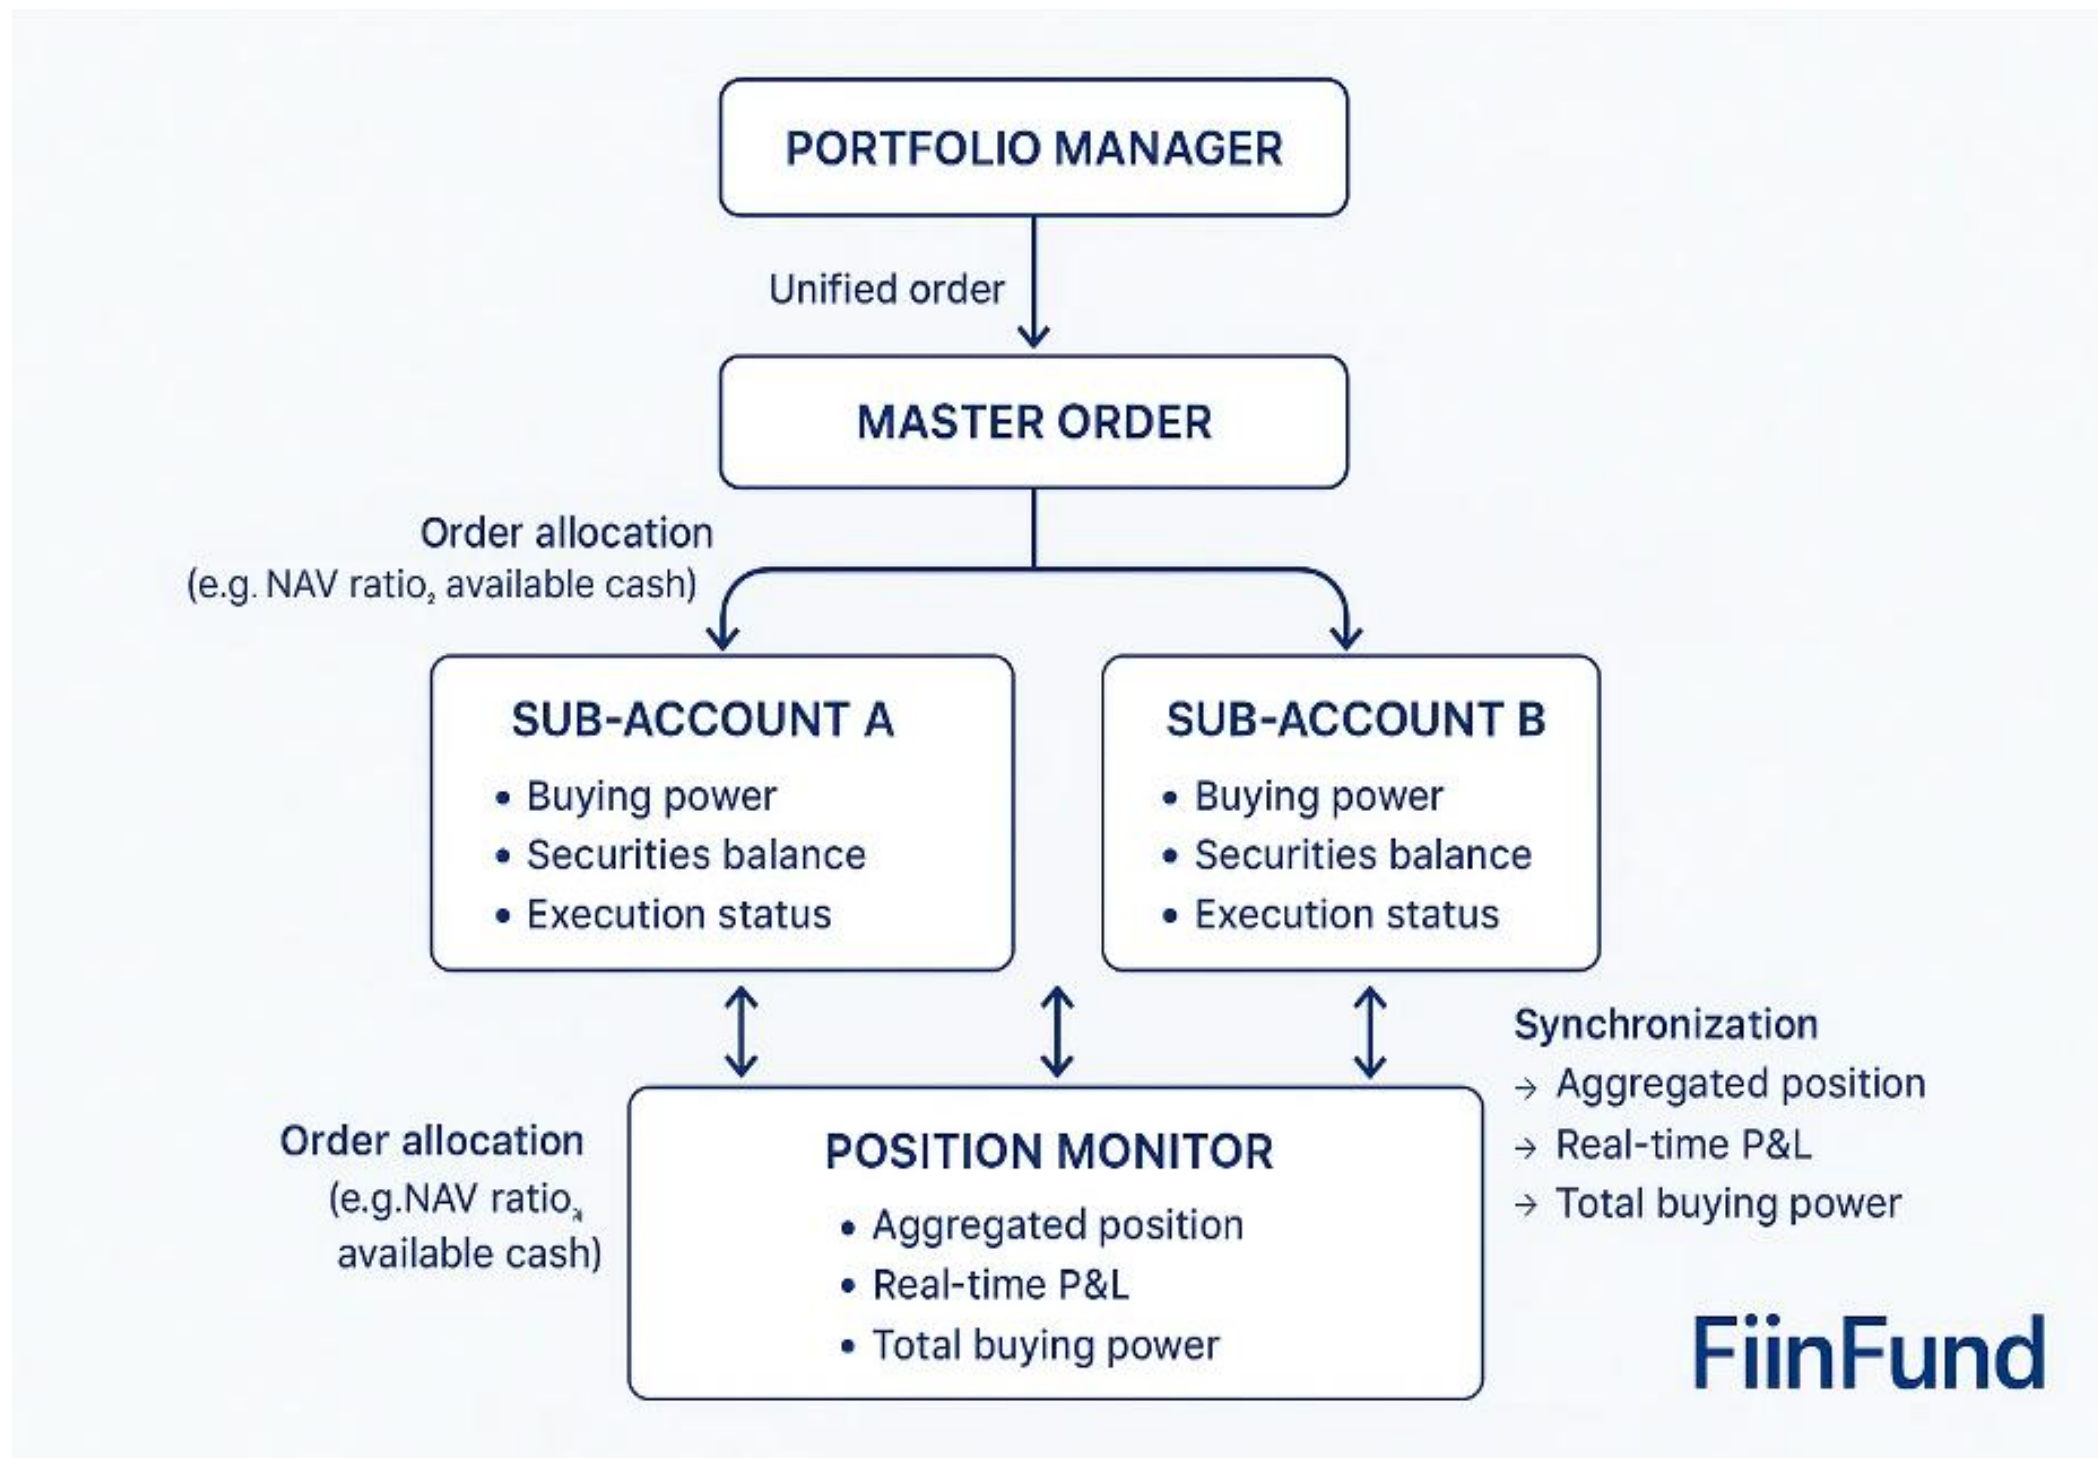 PORTFOLIO MANAGER
Unified order
MASTER ORDER
Order allocation
(e.g. NAV ratio, available cash)
SUB-ACCOUNT A
• Buying power
• Securities balance
• Execution status
SUB-ACCOUNT B
• Buying power
• Securities balance
• Execution status
Synchronization
→ Aggregated position
→ Real-time P&L
→ Total buying power
Order allocation
(e.g.NAV ratio,
available cash)
POSITION MONITOR
• Aggregated position
• Real-time P&L
• Total buying power
FiinFund